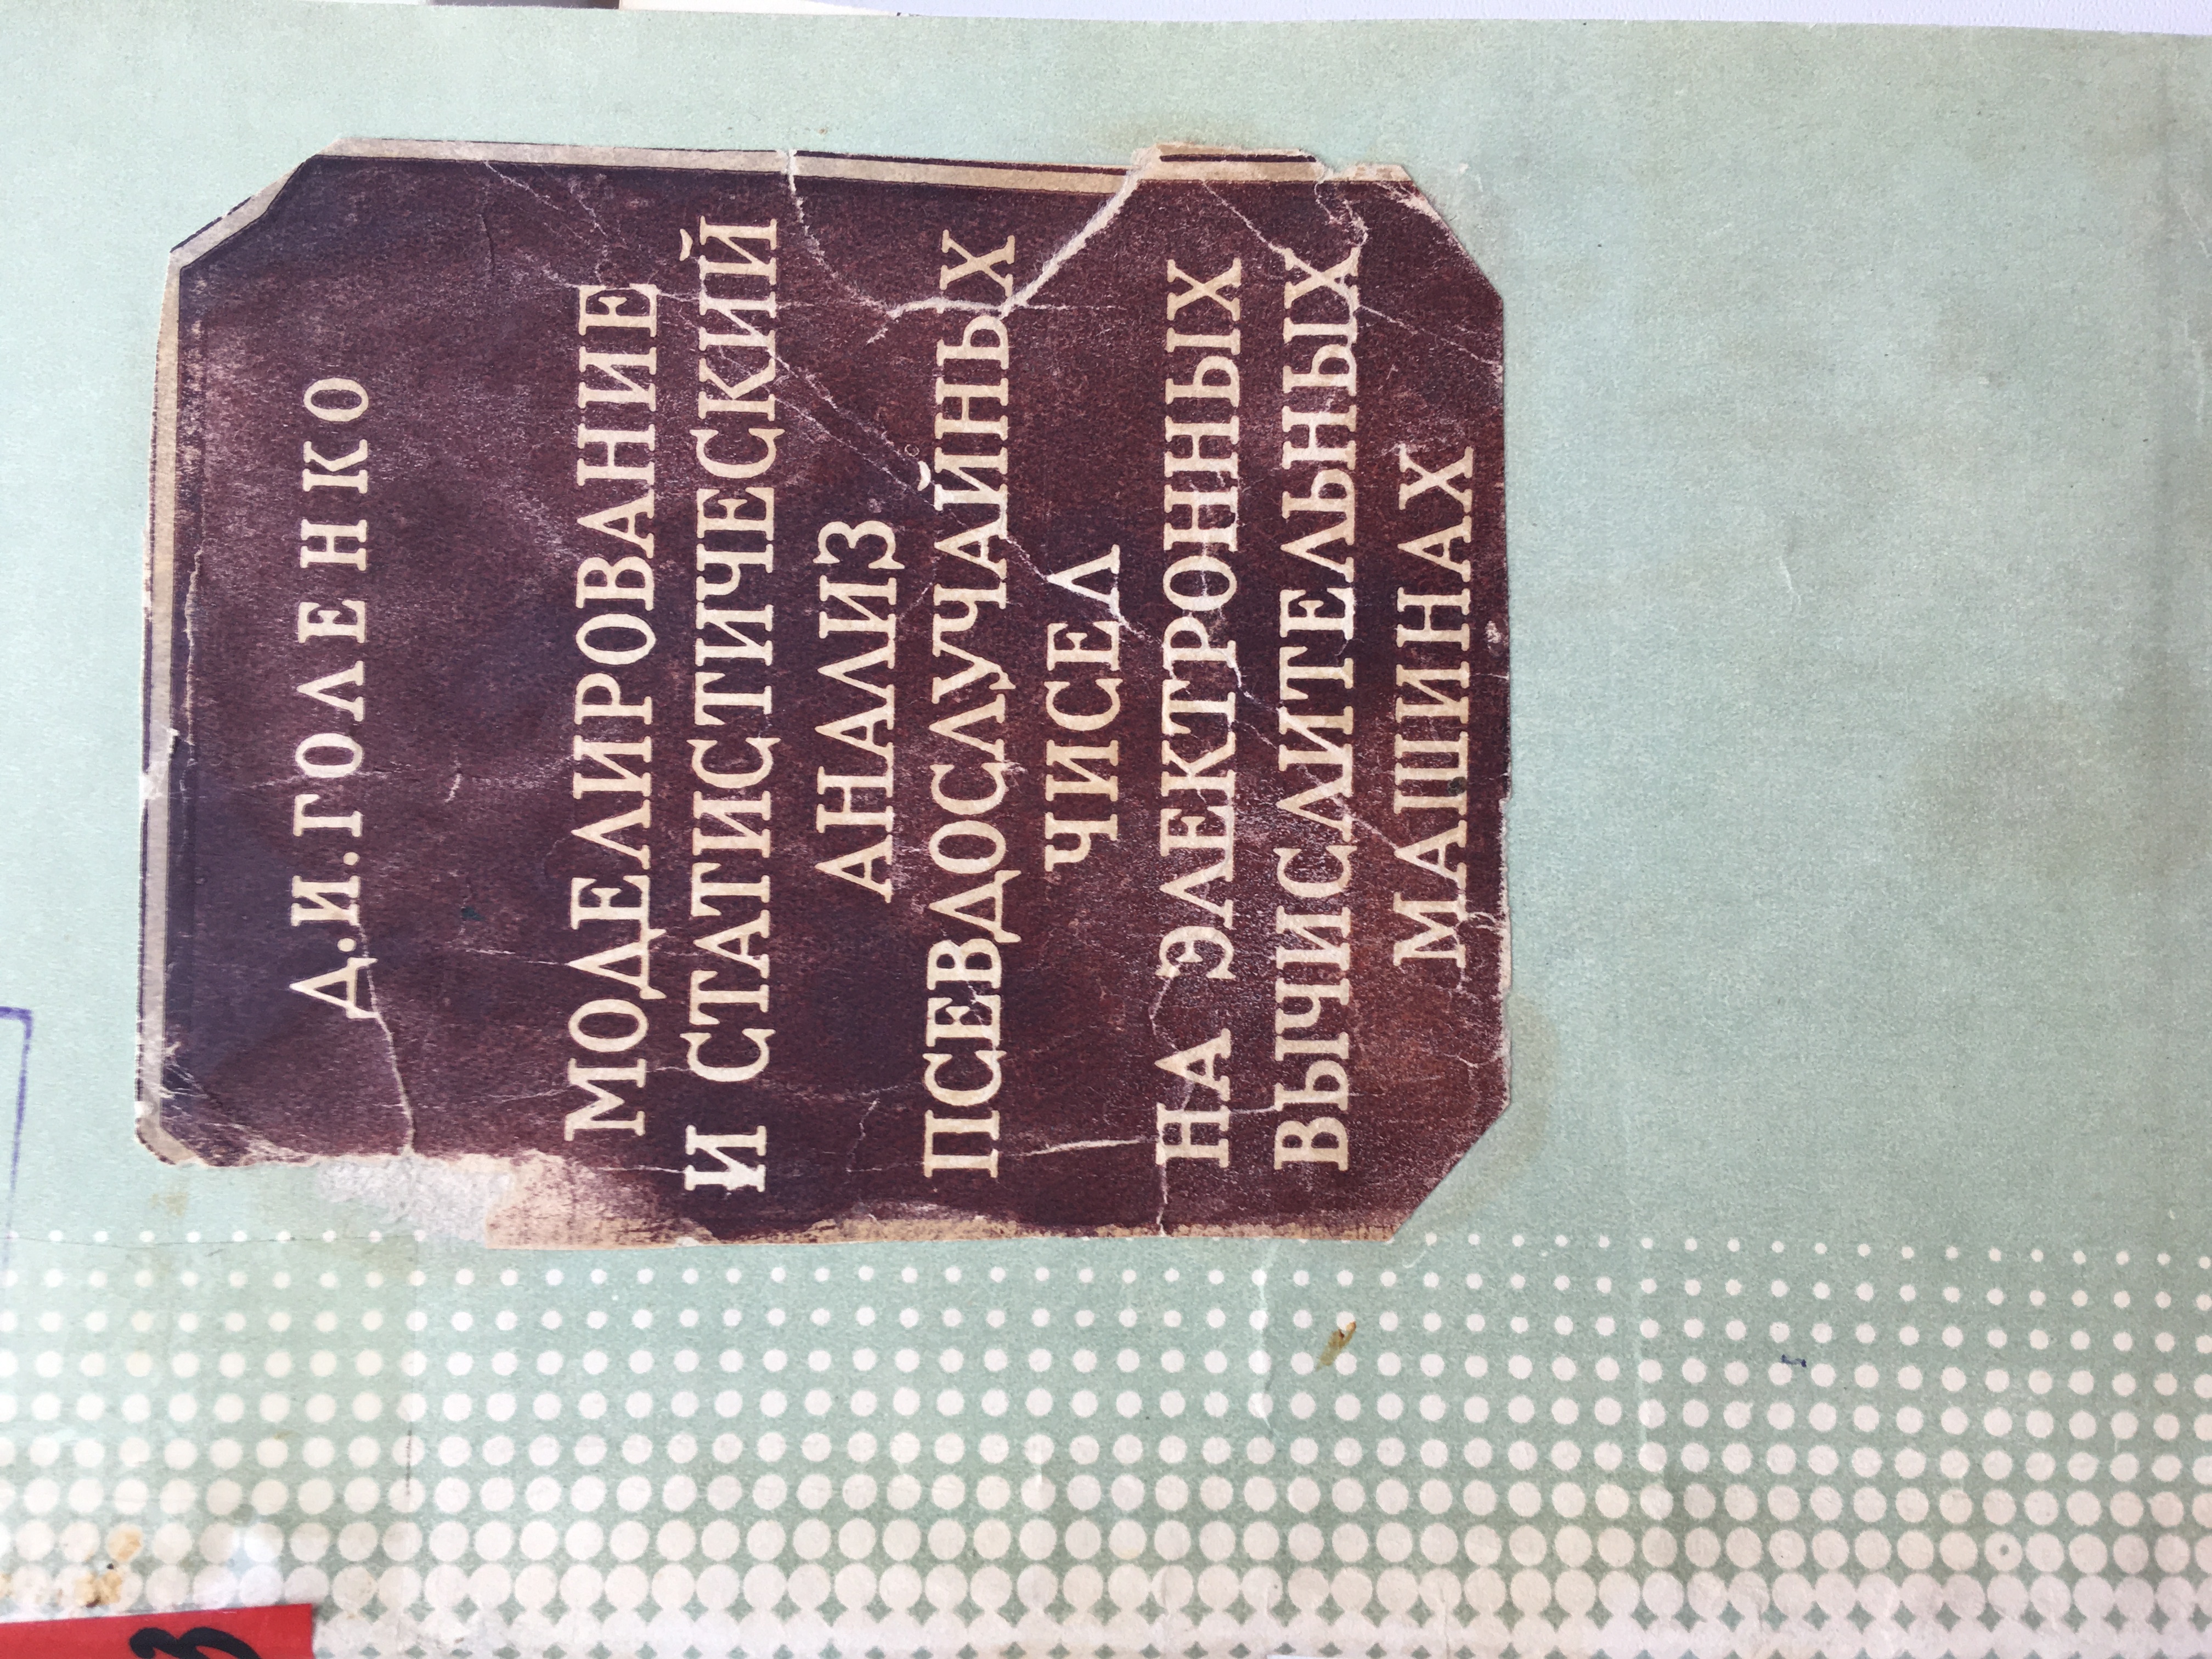 Д.И.ГОЛЕНКО
МОДЕЛИРОВАНИЕ
И СТАТИСТИЧЕСКИЙ
АНАЛИЗ
ПСЕВДОСЛУЧАЙНЫХ
ЧИСЕЛ
НА ЭЛЕКТРОННЫХ
ВЫЧИСЛИТЕЛЬНЫХ
МАШИНАХ